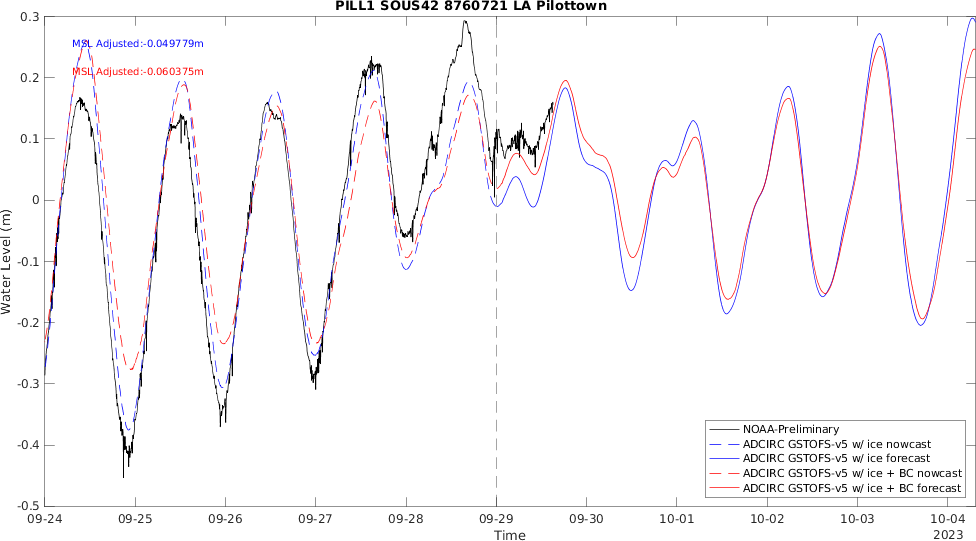 PILL1 SOUS42 8760721 LA Pilottown
MSL Adjusted:-0.049779m
MSL Adjusted:-0.060375m
0.3
0.2
0.1
0
-0.1
-0.2
-0.3
-0.4
-0.5
Water Level (m)
NOAA-Preliminary
ADCIRC GSTOFS-v5 w/ ice nowcast
ADCIRC GSTOFS-v5 w/ ice forecast
ADCIRC GSTOFS-v5 w/ ice + BC nowcast
ADCIRC GSTOFS-v5 w/ ice + BC forecast
09-24 09-25 09-26 09-27 09-28 09-29 09-30 10-01 10-02 10-03 10-04
Time
2023